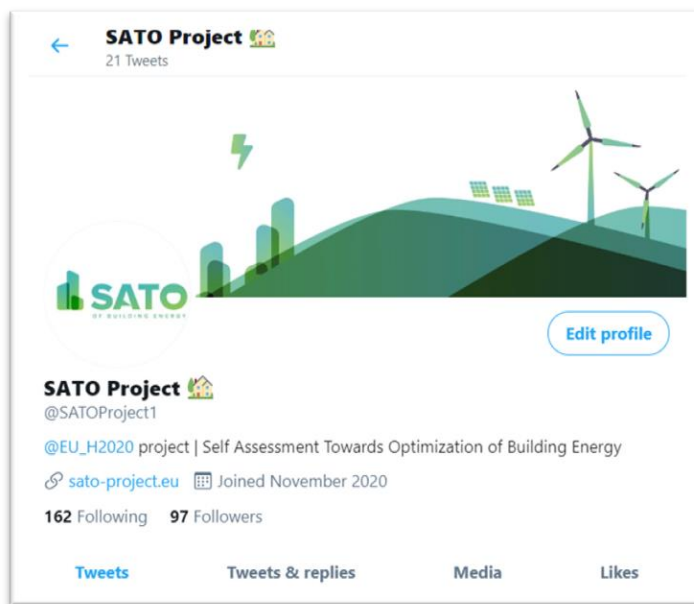 SATO Project 🏡
21 Tweets
SATO
OF BUILDING ENERGY
Edit profile
SATO Project 🏡
@SATOProject1
@EU_H2020 project | Self Assessment Towards Optimization of Building Energy
sato-project.eu Joined November 2020
162 Following 97 Followers
Tweets Tweets & replies Media Likes